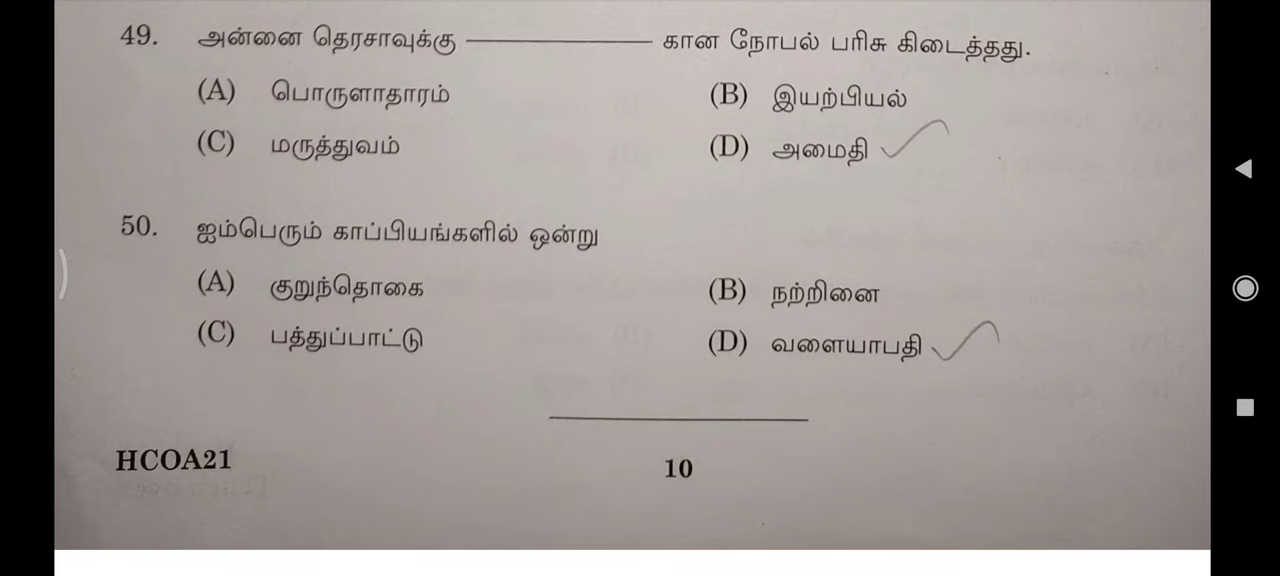 49. அன்னை தெரசாவுக்கு ————— கான நோபல் பரிசு கிடைத்தது.
(A) பொருளாதாரம் (B) இயற்பியல்
(C) மருத்துவம் (D) அமைதி
50. ஐம்பெரும் காப்பியங்களில் ஒன்று
(A) குறுந்தொகை (B) நற்றினை
(C) பத்துப்பாட்டு (D) வளையாபதி
HCOA21 10